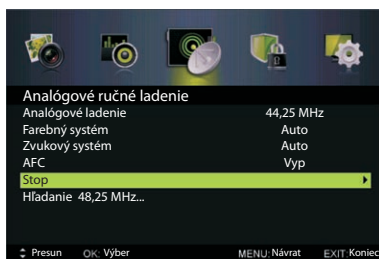 Analógové ručné ladenie
Analógové ladenie 44,25 MHz
Farebný systém Auto
Zvukový systém Auto
AFC Vyp
Stop
Hľadanie 48,25 MHz...
Presun OK: Výber MENU: Návrat EXIT: Koniec